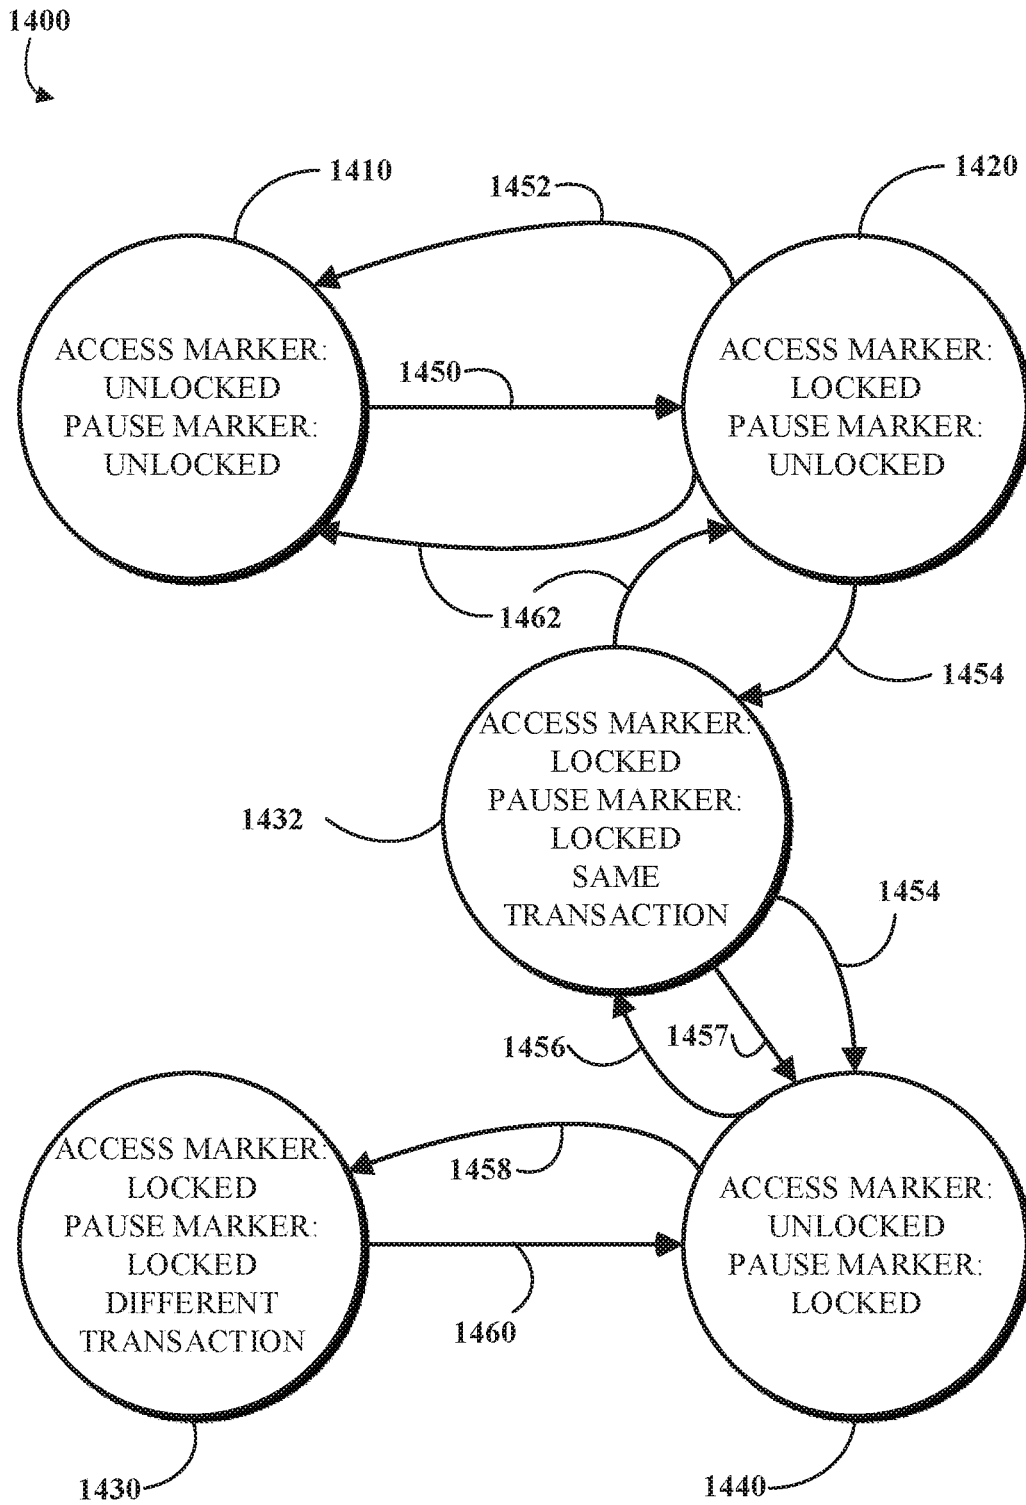 1400
1410
1452
1420
ACCESS MARKER:
UNLOCKED
PAUSE MARKER:
UNLOCKED
1450
ACCESS MARKER:
LOCKED
PAUSE MARKER:
UNLOCKED
1462
1454
ACCESS MARKER:
LOCKED
PAUSE MARKER:
LOCKED
SAME
TRANSACTION
1432
1454
1456
1457
ACCESS MARKER:
LOCKED
PAUSE MARKER:
LOCKED
DIFFERENT
TRANSACTION
1458
1460
ACCESS MARKER:
UNLOCKED
PAUSE MARKER:
LOCKED
1430
1440